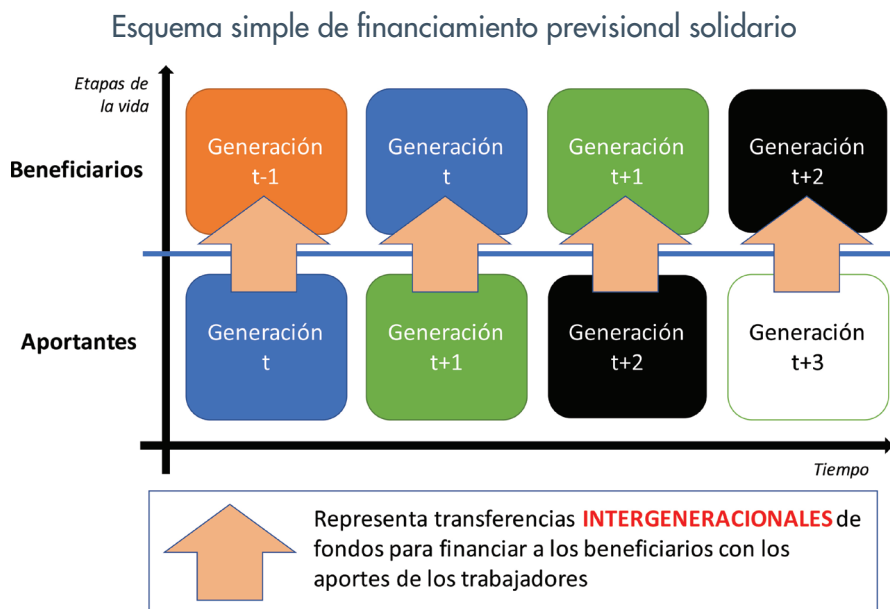 Esquema simple de financiamiento previsional solidario
Etapas de
la vida
Beneficiarios
Generación
t-1
Generación
t
Generación
t+1
Generación
t+2
Aportantes
Generación
t
Generación
t+1
Generación
t+2
Generación
t+3
Tiempo
Representa transferencias INTERGENERACIONALES de
fondos para financiar a los beneficiarios con los
aportes de los trabajadores